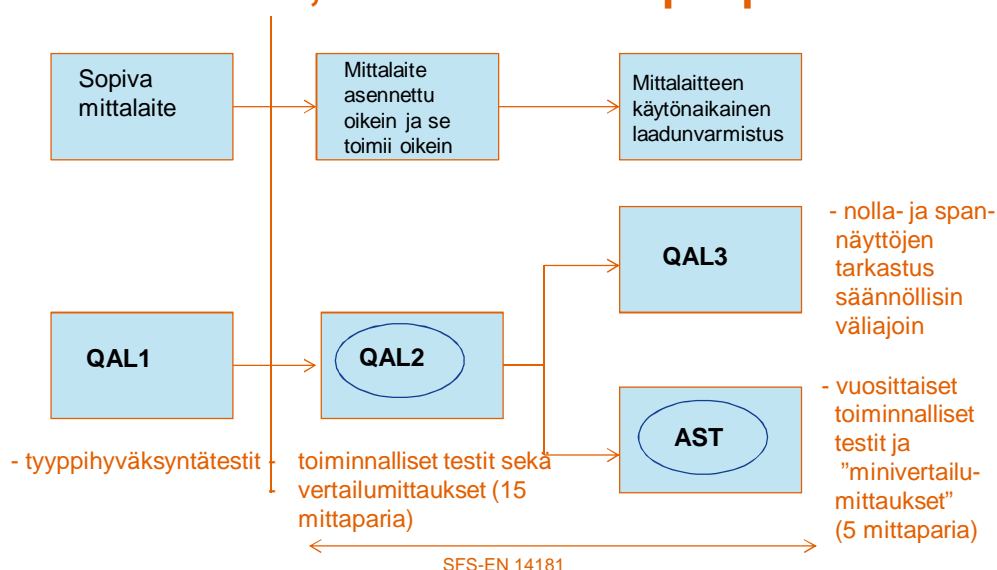 Sopiva
mittalaite
Mittalaite
asennettu
oikein ja se
toimii oikein
Mittalaitteen
käytönaikainen
laadunvarmistus
QAL1
QAL2
QAL3
- nolla- ja span-
näyttöjen
tarkastus
säännöllisin
väliajoin
AST
- vuosittaiset
toiminnalliset
testit ja
”minivertailu-
mittaukset”
(5 mittaparia)
- tyyppihyväksyntätestit
- toiminnalliset testit sekä
- vertailumittaukset (15
mittaparia)
SFS-EN 14181